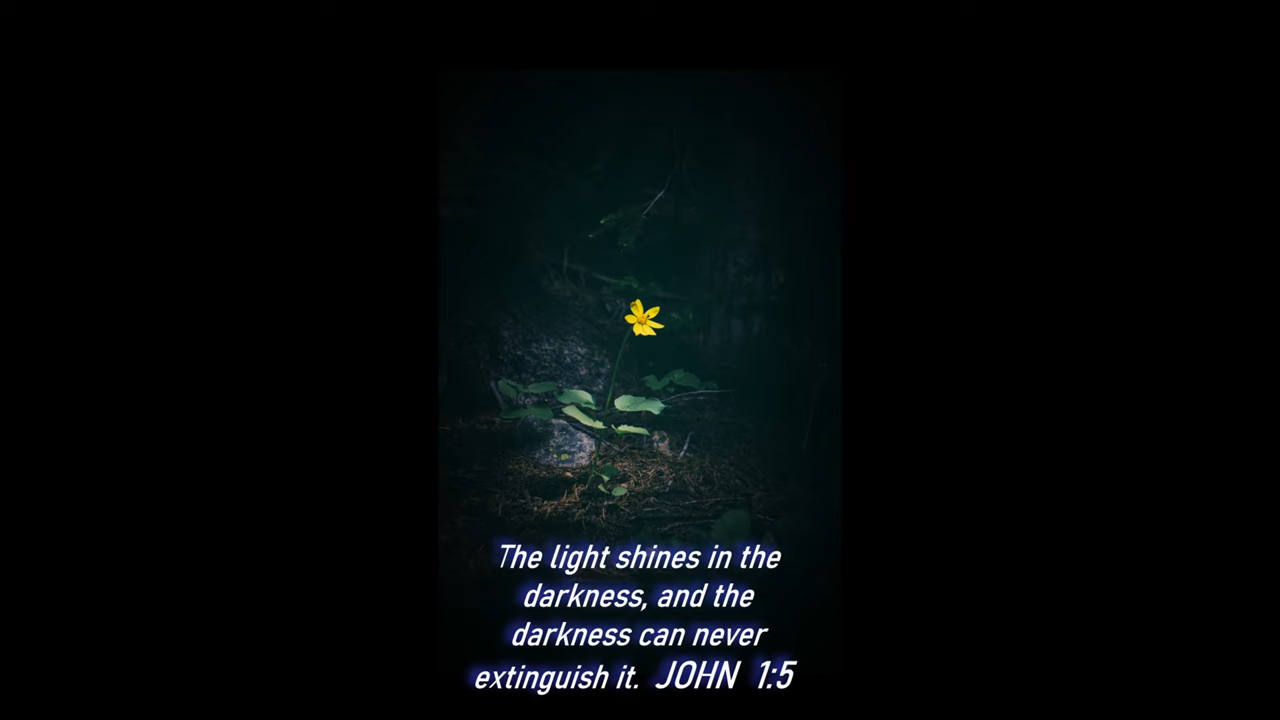 The light shines in the
darkness, and the
darkness can never
extinguish it. JOHN 1:5